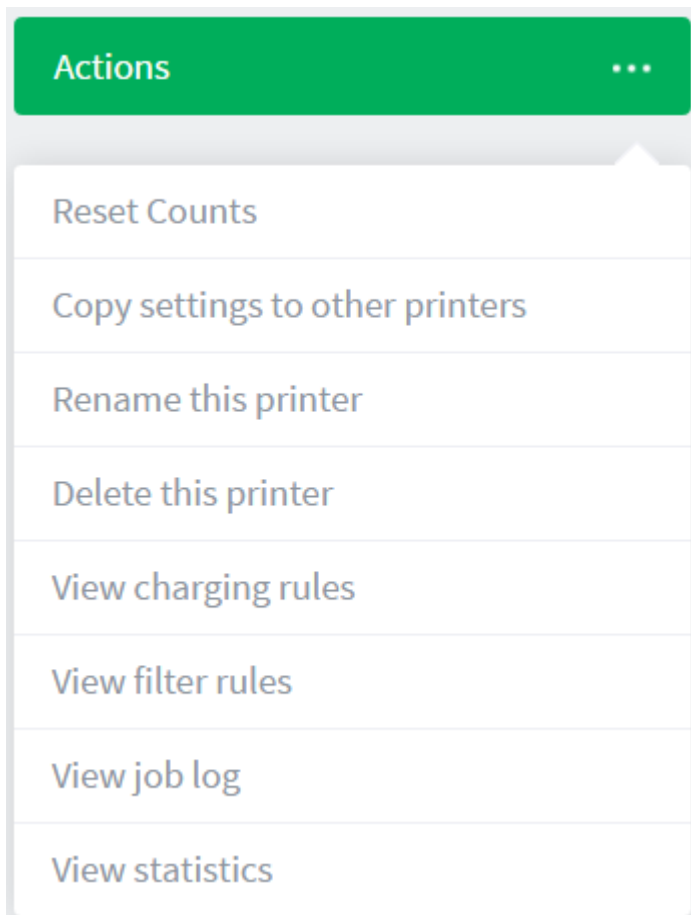 Actions
Reset Counts
Copy settings to other printers
Rename this printer
Delete this printer
View charging rules
View filter rules
View job log
View statistics